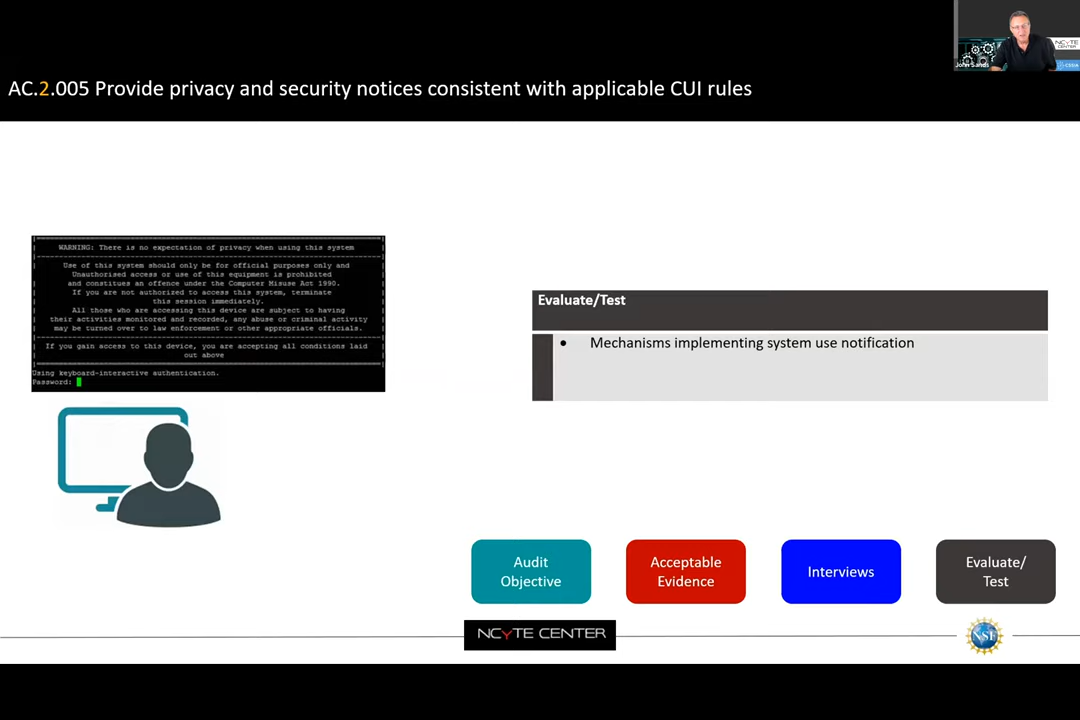 AC.2.005 Provide privacy and security notices consistent with applicable CUI rules
John Sands
NCYTE
CENTER
CSSIA
WARNING: There is no expectation of privacy when using this system
Use of this system should only be for official purposes only and
Unauthorised access or use of this equipment is prohibited
and constitutes an offence under the Computer Misuse Act 1990.
If you are not authorized to access this system, terminate
this session immediately.
All those who are accessing this device are subject to having
their activities monitored and recorded, any abuse or criminal activity
may be turned over to law enforcement or other appropriate officials.
If you gain access to this device, you are accepting all conditions laid
out above
Using keyboard-interactive authentication.
Password:
Evaluate/Test
• Mechanisms implementing system use notification
Audit
Objective
Acceptable
Evidence
Interviews
Evaluate/
Test
NCYTE CENTER
NSF